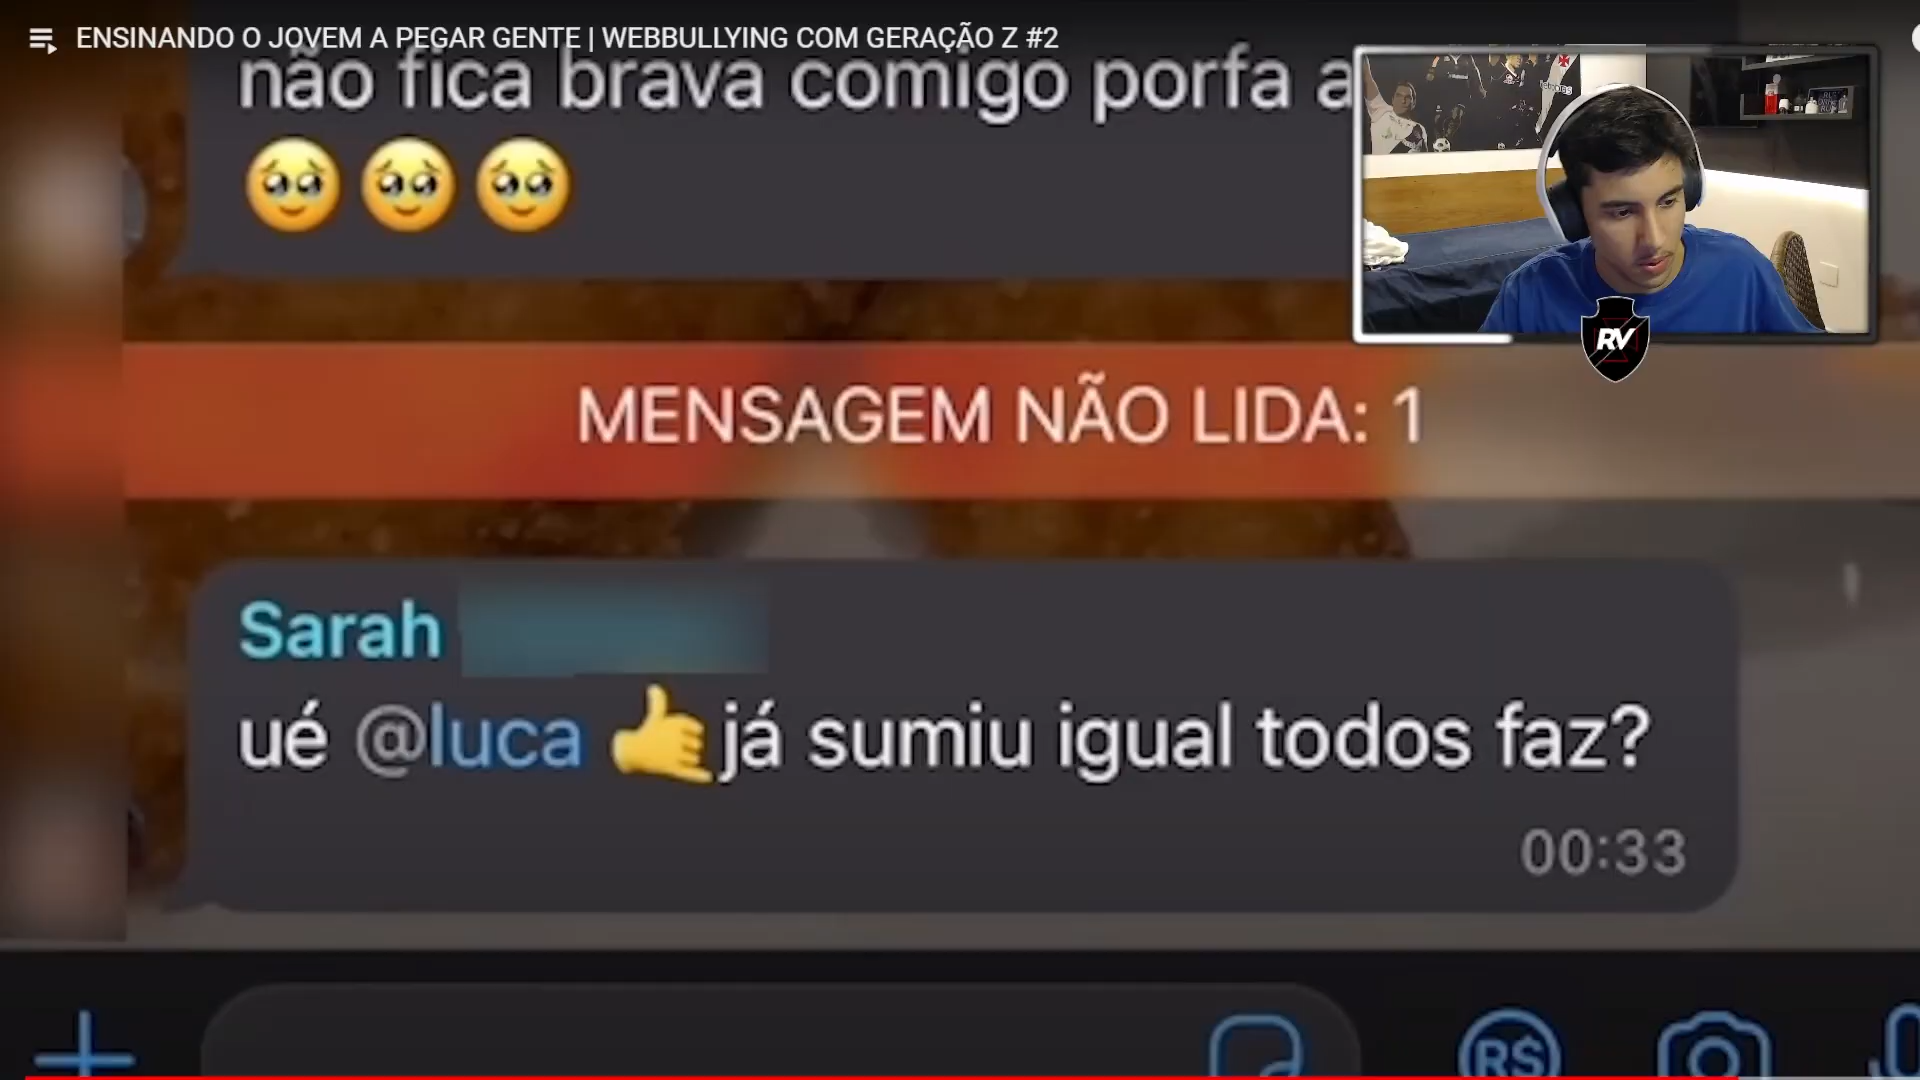 ENSINANDO O JOVEM A PEGAR GENTE | WEBBULLYING COM GERAÇÃO Z #2
não fica brava comigo porfa a
🥹🥹🥹
RV
MENSAGEM NÃO LIDA: 1
Sarah
ué @luca 🤙já sumiu igual todos faz?
00:33
R$